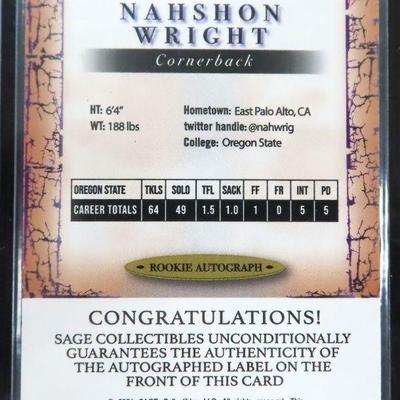 NAHSHON
WRIGHT
Cornerback
HT: 6'4"
WT: 188 lbs
Hometown: East Palo Alto, CA
twitter handle: @nahwrig
College: Oregon State
OREGON STATE TKLS SOLO TFL SACK FF FR INT PD
CAREER TOTALS 64 49 1.5 1.0 1 0 5 5
ROOKIE AUTOGRAPH
CONGRATULATIONS!
SAGE COLLECTIBLES UNCONDITIONALLY
GUARANTEES THE AUTHENTICITY OF
THE AUTOGRAPHED LABEL ON THE
FRONT OF THIS CARD